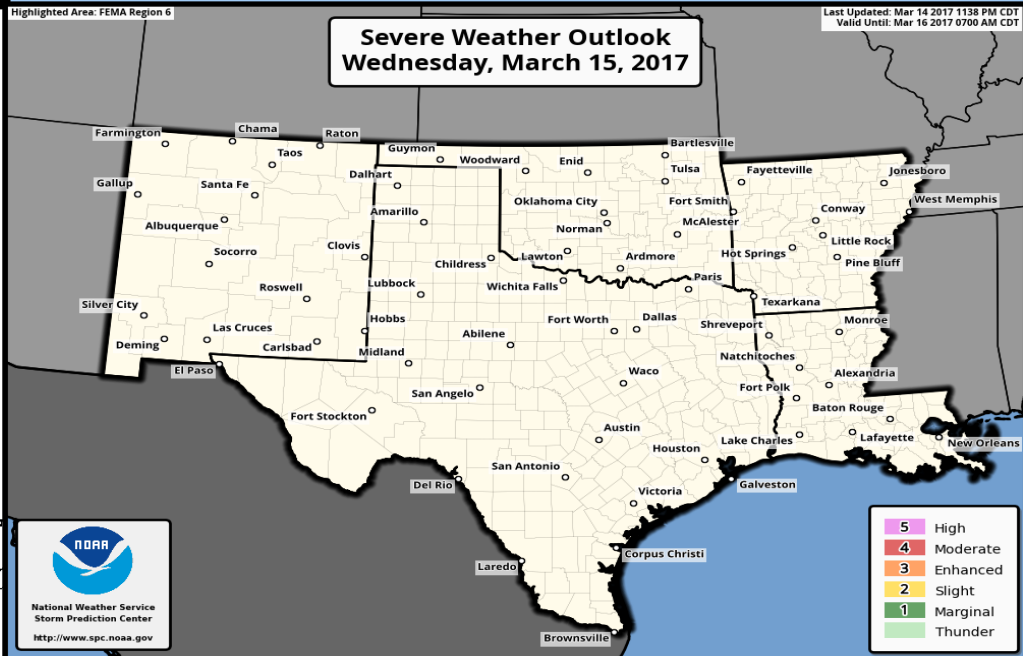 Highlighted Area: FEMA Region 6
Last Updated: Mar 14 2017 1138 PM CDT
Valid Until: Mar 16 2017 0700 AM CDT
Severe Weather Outlook
Wednesday, March 15, 2017
Farmington
Chama
Raton
Taos
Guymon
Woodward
Enid
Bartlesville
Tulsa
Fayetteville
Jonesboro
Gallup
Santa Fe
Dalhart
Oklahoma City
Fort Smith
West Memphis
Albuquerque
Amarillo
Norman
McAlester
Conway
Socorro
Clovis
Childress
Lawton
Ardmore
Hot Springs
Little Rock
Pine Bluff
Roswell
Lubbock
Wichita Falls
Paris
Texarkana
Silver City
Las Cruces
Hobbs
Abilene
Fort Worth
Dallas
Shreveport
Monroe
Deming
Carlsbad
Midland
Natchitoches
El Paso
San Angelo
Waco
Fort Polk
Alexandria
Fort Stockton
Austin
Baton Rouge
Houston
Lake Charles
Lafayette
New Orleans
Del Rio
San Antonio
Victoria
Galveston
Laredo
Corpus Christi
Brownsville
NOAA
National Weather Service
Storm Prediction Center
http://www.spc.noaa.gov
5 High
4 Moderate
3 Enhanced
2 Slight
1 Marginal
Thunder